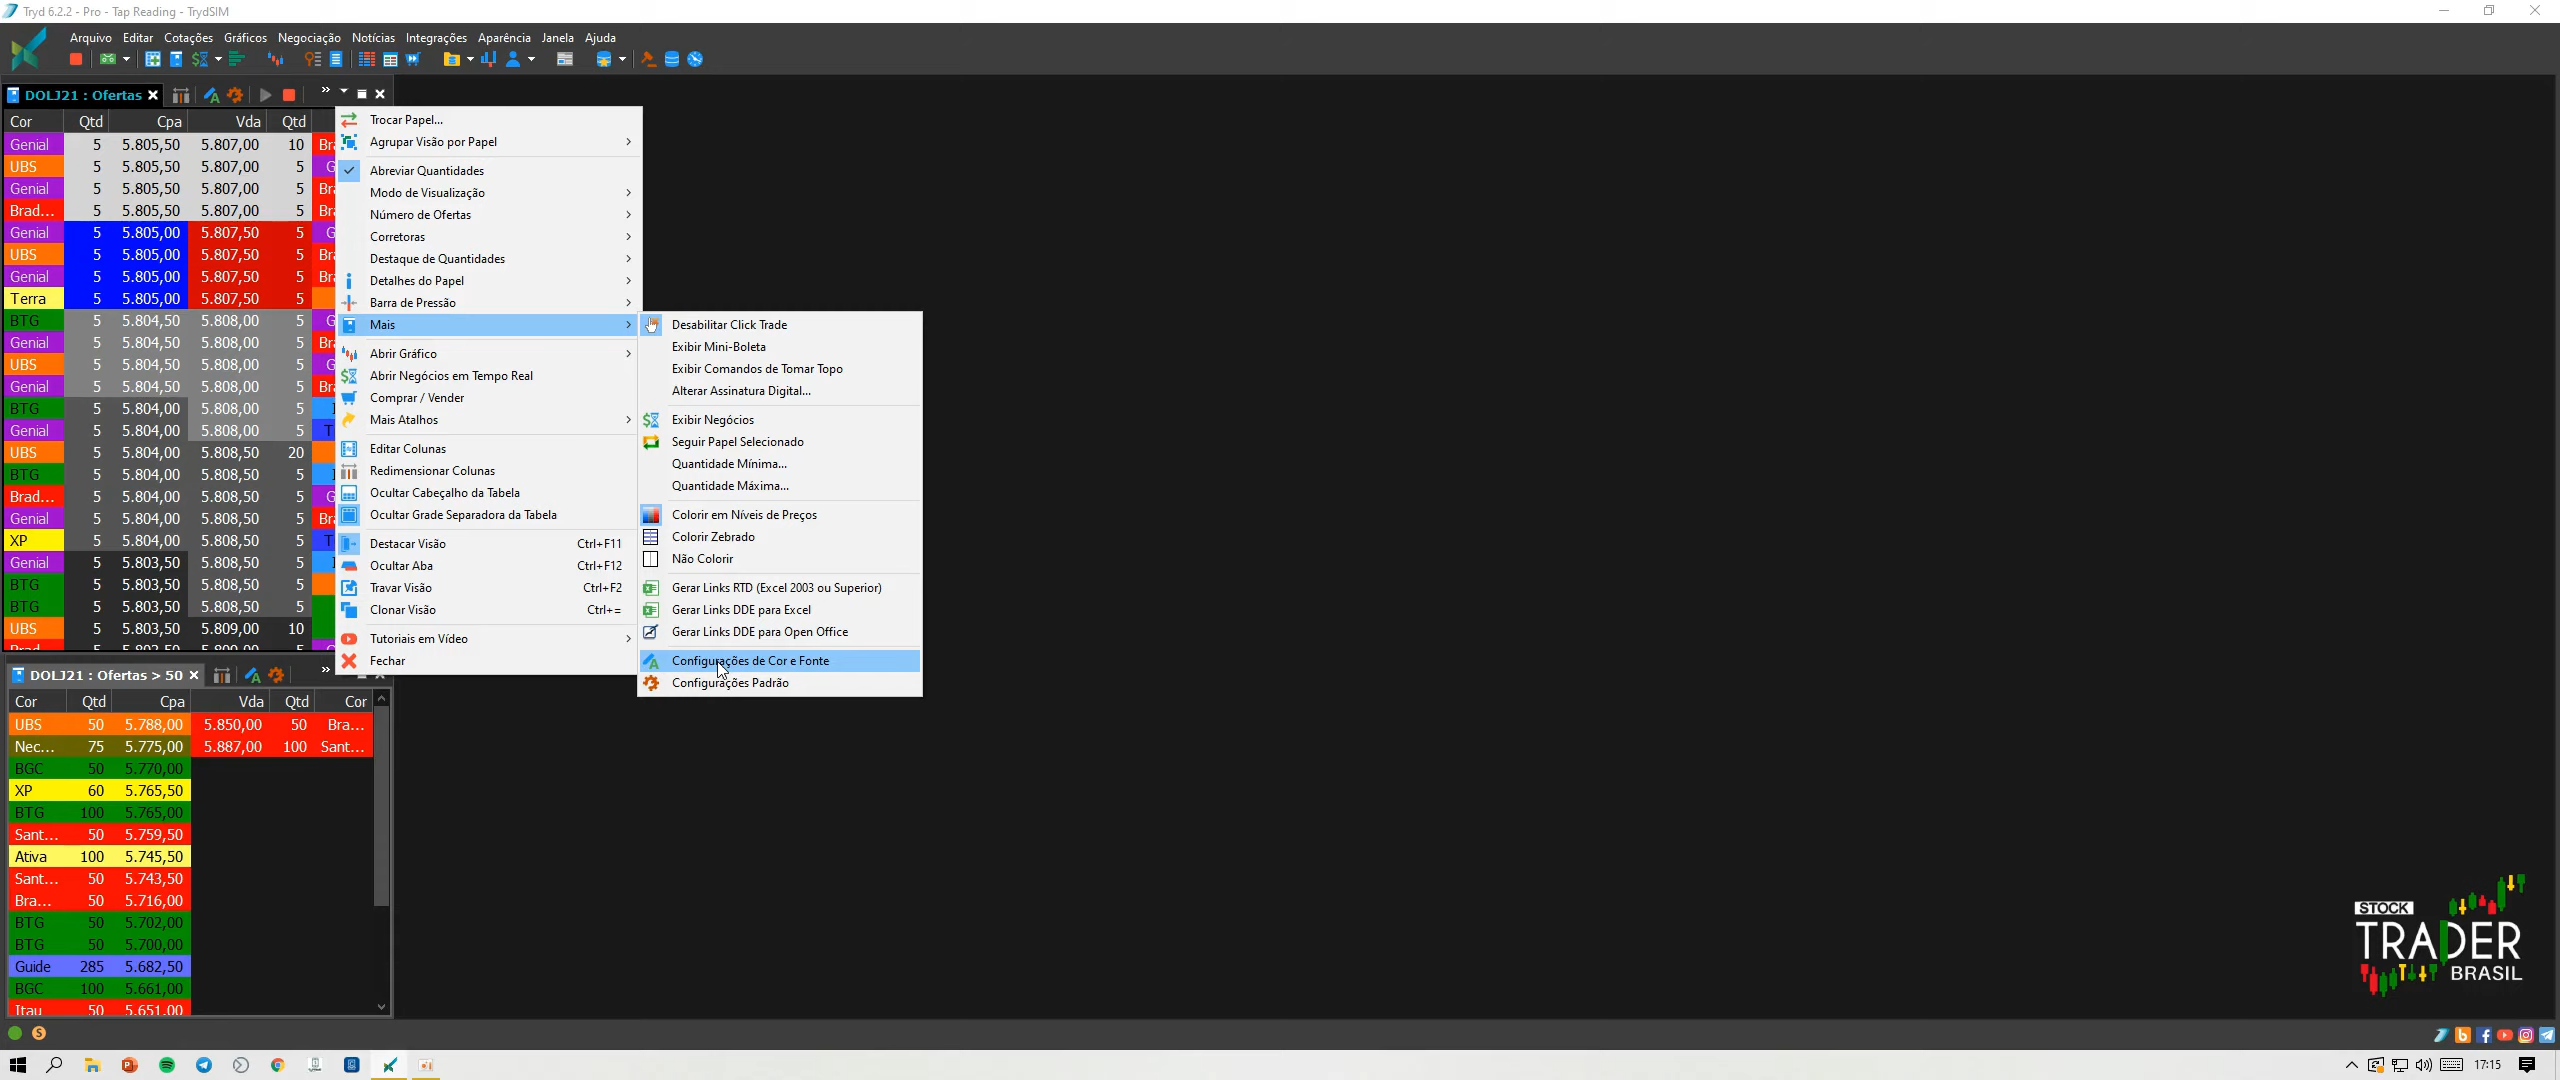 Tryd 6.2.2 - Pro - Tap Reading - TrydSIM
Arquivo Editar Cotações Gráficos Negociação Notícias Integrações Aparência Janela Ajuda
DOLJ21 : Ofertas
Cor Qtd Cpa Vda Qtd
Genial 5 5.805,50 5.807,00 10
UBS 5 5.805,50 5.807,00 5
Genial 5 5.805,50 5.807,00 5
Brad... 5 5.805,50 5.807,00 5
Genial 5 5.805,00 5.807,50 5
UBS 5 5.805,00 5.807,50 5
Genial 5 5.805,00 5.807,50 5
Terra 5 5.805,00 5.807,50 5
BTG 5 5.804,50 5.808,00 5
Genial 5 5.804,50 5.808,00 5
UBS 5 5.804,50 5.808,00 5
Genial 5 5.804,50 5.808,00 5
BTG 5 5.804,00 5.808,00 5
Genial 5 5.804,00 5.808,00 5
UBS 5 5.804,00 5.808,50 20
BTG 5 5.804,00 5.808,50 5
Brad... 5 5.804,00 5.808,50 5
Genial 5 5.804,00 5.808,50 5
XP 5 5.804,00 5.808,50 5
Genial 5 5.803,50 5.808,50 5
BTG 5 5.803,50 5.808,50 5
BTG 5 5.803,50 5.808,50 5
UBS 5 5.803,50 5.809,00 10
Trocar Papel...
Agrupar Visão por Papel
Abreviar Quantidades
Modo de Visualização
Número de Ofertas
Corretoras
Destaque de Quantidades
Detalhes do Papel
Barra de Pressão
Mais
Abrir Gráfico
Abrir Negócios em Tempo Real
Comprar / Vender
Mais Atalhos
Editar Colunas
Redimensionar Colunas
Ocultar Cabeçalho da Tabela
Ocultar Grade Separadora da Tabela
Destacar Visão Ctrl+F11
Ocultar Aba Ctrl+F12
Travar Visão Ctrl+F2
Clonar Visão Ctrl+=
Tutoriais em Vídeo
Fechar
Desabilitar Click Trade
Exibir Mini-Boleta
Exibir Comandos de Tomar Topo
Alterar Assinatura Digital...
Exibir Negócios
Seguir Papel Selecionado
Quantidade Mínima...
Quantidade Máxima...
Colorir em Níveis de Preços
Colorir Zebrado
Não Colorir
Gerar Links RTD (Excel 2003 ou Superior)
Gerar Links DDE para Excel
Gerar Links DDE para Open Office
Configurações de Cor e Fonte
Configurações Padrão
DOLJ21 : Ofertas > 50
Cor Qtd Cpa Vda Qtd Cor
UBS 50 5.788,00 5.850,00 50 Bra...
Nec... 75 5.775,00 5.887,00 100 Sant...
BGC 50 5.770,00
XP 60 5.765,50
BTG 100 5.765,00
Sant... 50 5.759,50
Ativa 100 5.745,50
Sant... 50 5.743,50
Bra... 50 5.716,00
BTG 50 5.702,00
BTG 50 5.700,00
Guide 285 5.682,50
BGC 100 5.661,00
Itau 50 5.651,00
STOCK
TRADER
BRASIL
17:15